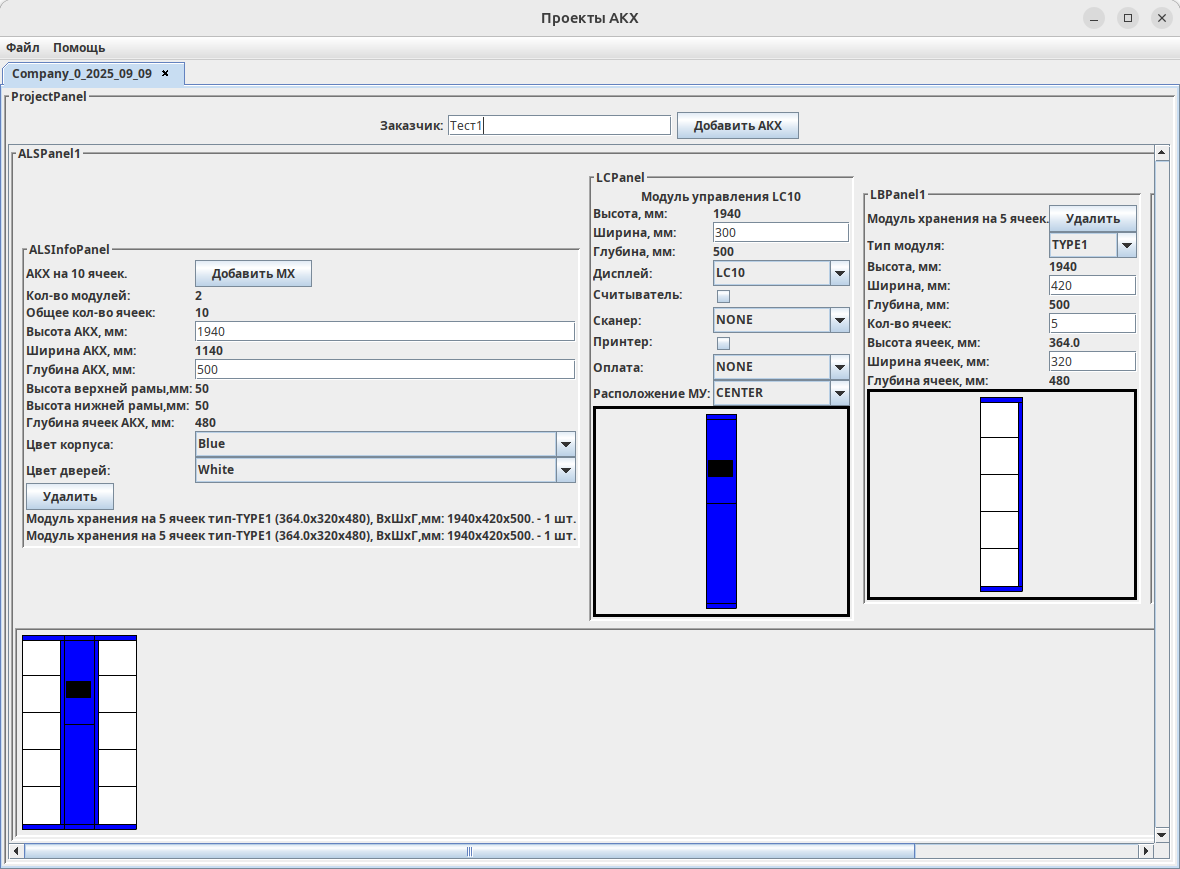 Проекты АКХ
Файл Помощь
Company_0_2025_09_09
ProjectPanel
Заказчик: Тест1 Добавить АКХ
ALSPanel1
ALSInfoPanel
АКХ на 10 ячеек. Добавить МХ
Кол-во модулей: 2
Общее кол-во ячеек: 10
Высота АКХ, мм: 1940
Ширина АКХ, мм: 1140
Глубина АКХ, мм: 500
Высота верхней рамы,мм: 50
Высота нижней рамы,мм: 50
Глубина ячеек АКХ, мм: 480
Цвет корпуса: Blue
Цвет дверей: White
Удалить
Модуль хранения на 5 ячеек тип-TYPE1 (364.0x320x480), ВхШхГ,мм: 1940x420x500. - 1 шт.
Модуль хранения на 5 ячеек тип-TYPE1 (364.0x320x480), ВхШхГ,мм: 1940x420x500. - 1 шт.
LCPanel
Модуль управления LC10
Высота, мм: 1940
Ширина, мм: 300
Глубина, мм: 500
Дисплей: LC10
Считыватель:
Сканер: NONE
Принтер:
Оплата: NONE
Расположение МУ: CENTER
LBPanel1
Модуль хранения на 5 ячеек. Удалить
Тип модуля: TYPE1
Высота, мм: 1940
Ширина, мм: 420
Глубина, мм: 500
Кол-во ячеек: 5
Высота ячеек, мм: 364.0
Ширина ячеек, мм: 320
Глубина ячеек, мм: 480